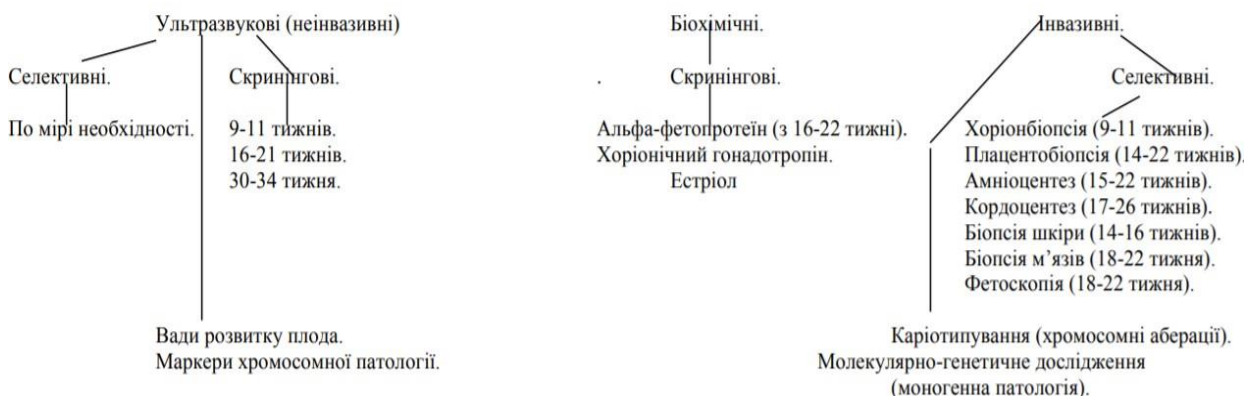 Ультразвукові (неінвазивні)
Селективні.
Скринінгові.
По мірі необхідності.
9-11 тижнів.
16-21 тижнів.
30-34 тижня.
Вади розвитку плода.
Маркери хромосомної патології.
Біохімічні.
.
Скринінгові.
Альфа-фетопротеїн (з 16-22 тижні).
Хоріонічний гонадотропін.
Естріол
Інвазивні.
Селективні.
Хоріонбіопсія (9-11 тижнів).
Плацентобіопсія (14-22 тижнів).
Амніоцентез (15-22 тижнів).
Кордоцентез (17-26 тижнів).
Біопсія шкіри (14-16 тижнів).
Біопсія м’язів (18-22 тижня).
Фетоскопія (18-22 тижня).
Каріотипування (хромосомні аберації).
Молекулярно-генетичне дослідження
(моногенна патологія).